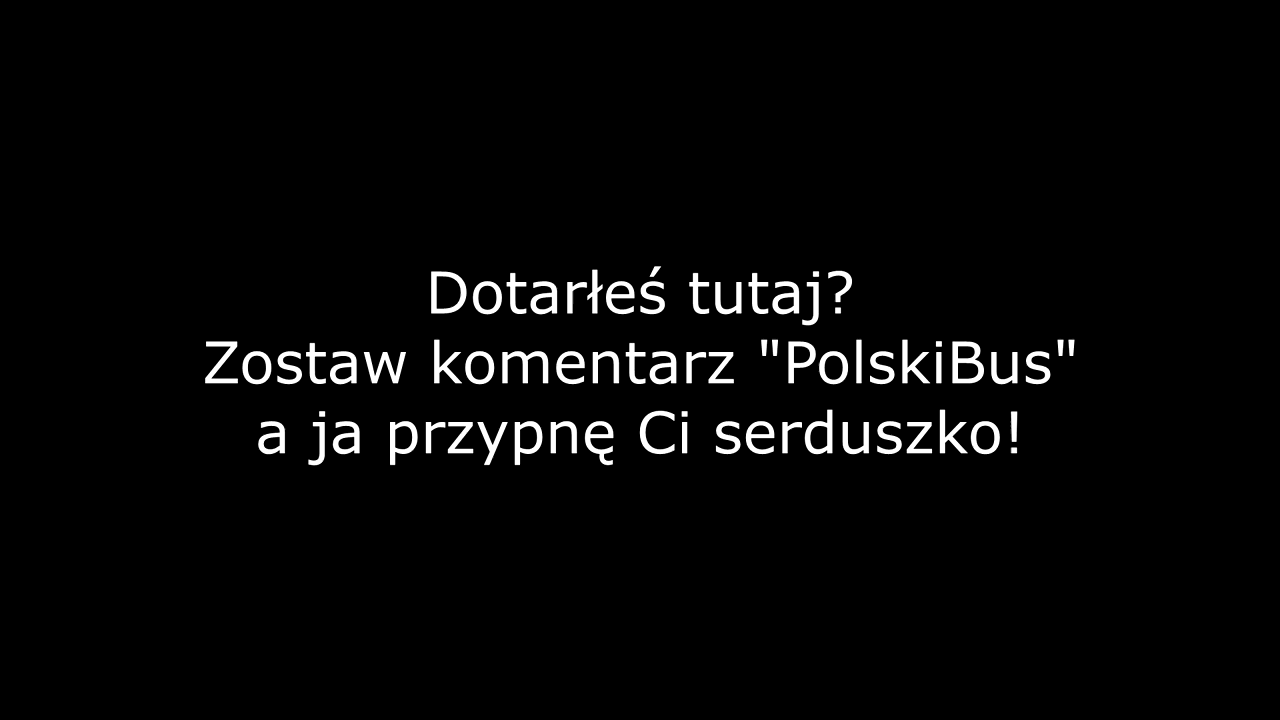 Dotarłeś tutaj?
Zostaw komentarz "PolskiBus"
a ja przypnę Ci serduszko!